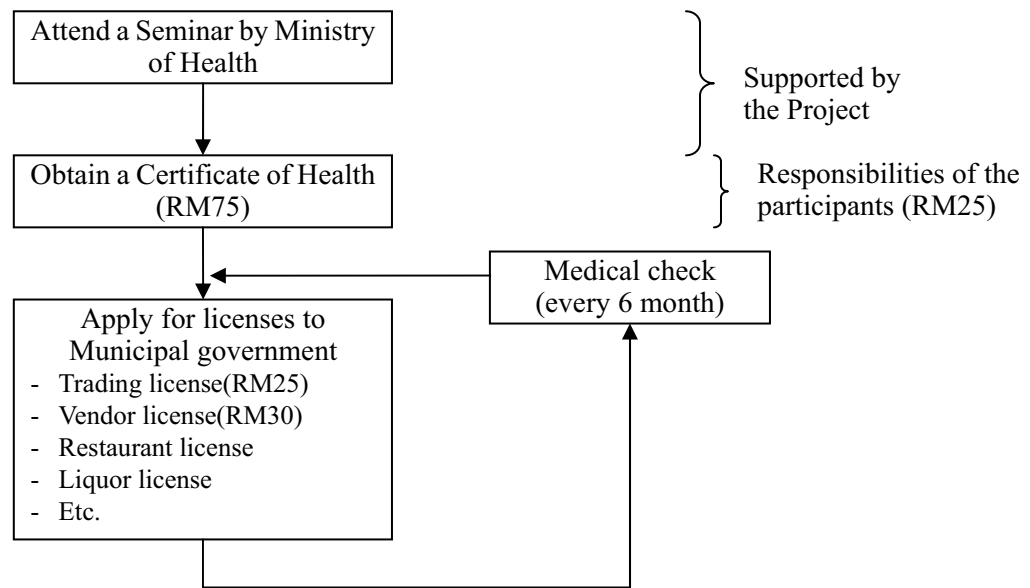 Attend a Seminar by Ministry
of Health
Supported by
the Project
Obtain a Certificate of Health
(RM75)
Responsibilities of the
participants (RM25)
Medical check
(every 6 month)
Apply for licenses to
Municipal government
- Trading license(RM25)
- Vendor license(RM30)
- Restaurant license
- Liquor license
- Etc.